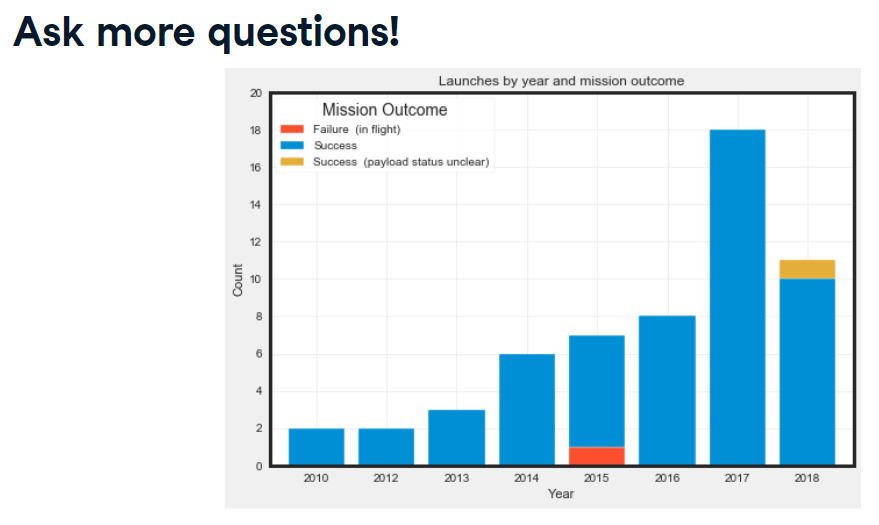 Ask more questions!
Launches by year and mission outcome
Mission Outcome
Failure (in flight)
Success
Success (payload status unclear)
20
18
16
14
12
10
8
6
4
2
0
Count
2010 2012 2013 2014 2015 2016 2017 2018
Year